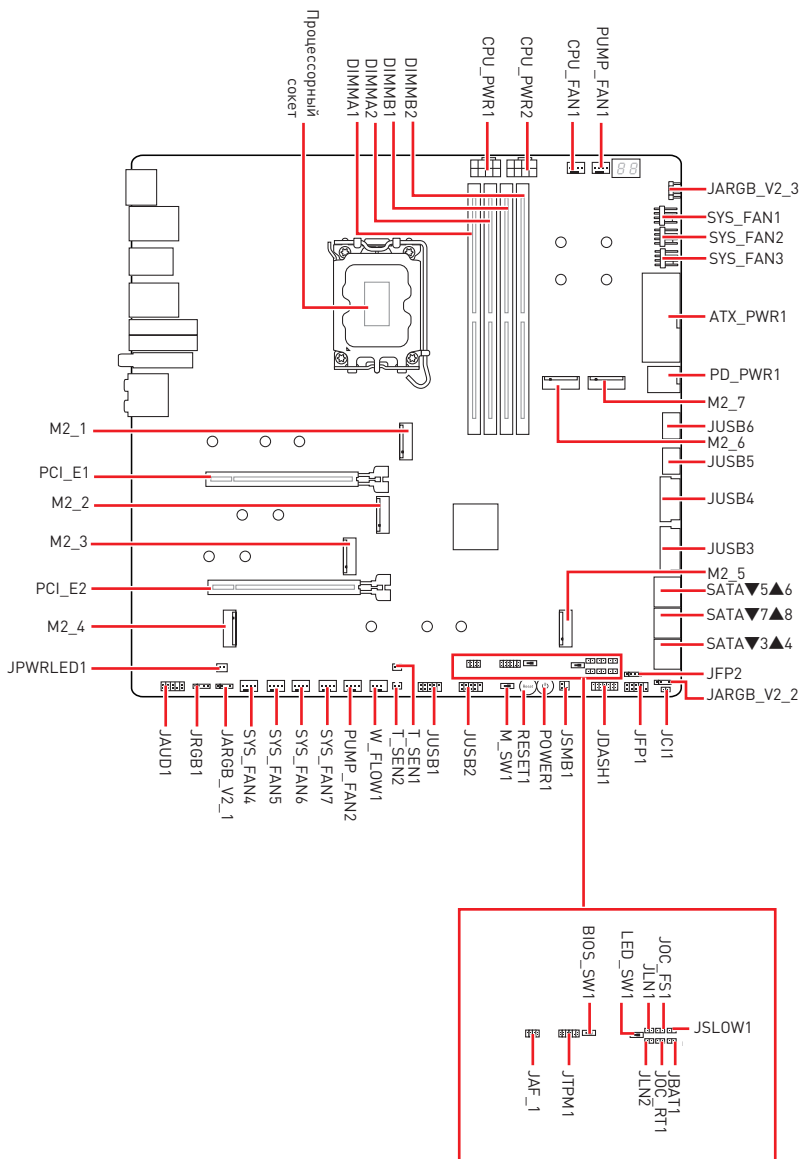 Процессорный
сокет
DIMMA1
DIMMA2
DIMMB1
DIMMB2
CPU_PWR1
CPU_PWR2
CPU_FAN1
PUMP_FAN1
JARGB_V2_3
SYS_FAN1
SYS_FAN2
SYS_FAN3
ATX_PWR1
PD_PWR1
M2_7
JUSB6
M2_6
JUSB5
JUSB4
JUSB3
M2_5
SATA▼5▲6
SATA▼7▲8
SATA▼3▲4
JFP2
JARGB_V2_2
M2_1
PCI_E1
M2_2
M2_3
PCI_E2
M2_4
JPWRLED1
Reset
JAUD1
JRGB1
JARGB_V2_1
SYS_FAN4
SYS_FAN5
SYS_FAN6
SYS_FAN7
PUMP_FAN2
W_FLOW1
T_SEN2
T_SEN1
JUSB1
JUSB2
M_SW1
RESET1
POWER1
JSMB1
JDASH1
JFP1
JCI1
BIOS_SW1
LED_SW1
JLN1
JOC_FS1
JSLOW1
JAF_1
JTPM1
JLN2
JOC_RT1
JBAT1